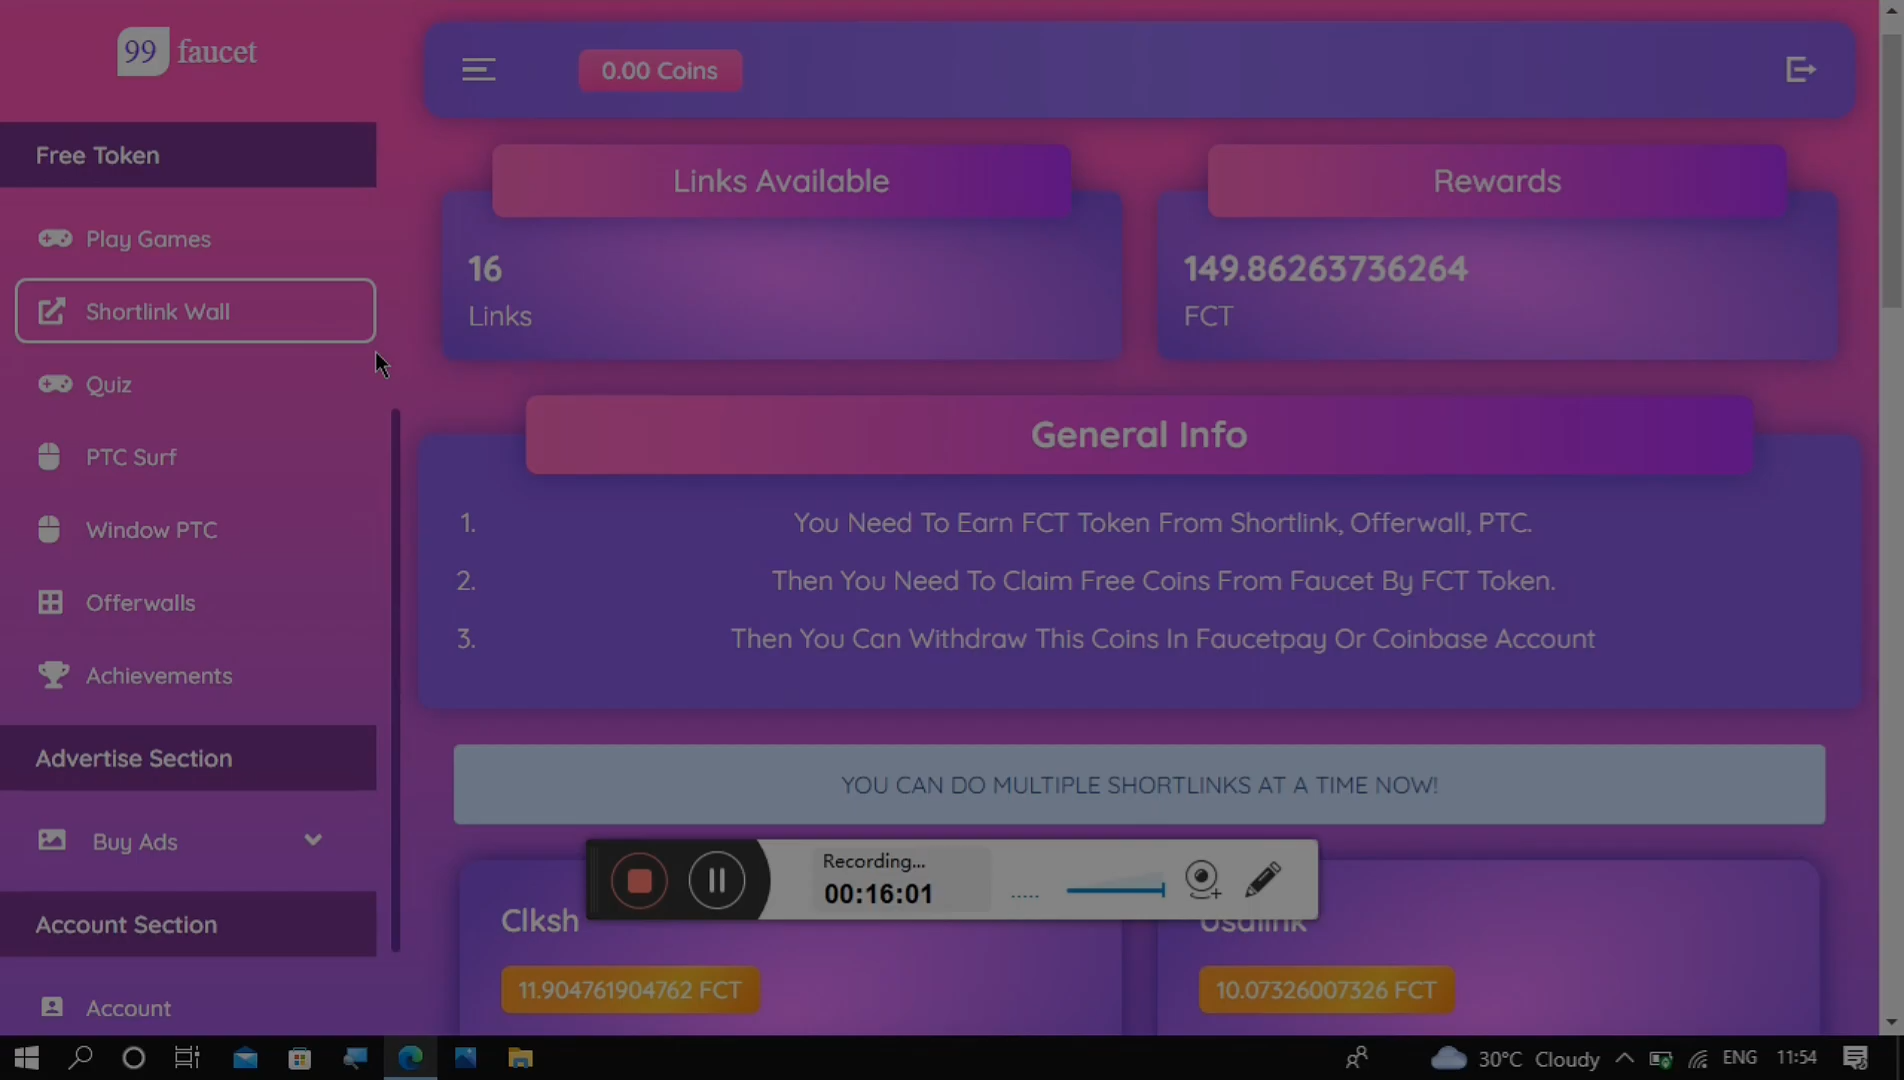 99 faucet
0.00 Coins
Free Token
Play Games
Shortlink Wall
Quiz
PTC Surf
Window PTC
Offerwalls
Achievements
Advertise Section
Buy Ads
Account Section
Account
Links Available
16
Links
Rewards
149.86263736264
FCT
General Info
1. You Need To Earn FCT Token From Shortlink, Offerwall, PTC.
2. Then You Need To Claim Free Coins From Faucet By FCT Token.
3. Then You Can Withdraw This Coins In Faucetpay Or Coinbase Account
YOU CAN DO MULTIPLE SHORTLINKS AT A TIME NOW!
Recording...
00:16:01
Clksh
11.904761904762 FCT
Usalink
10.07326007326 FCT
30°C Cloudy
ENG
11:54